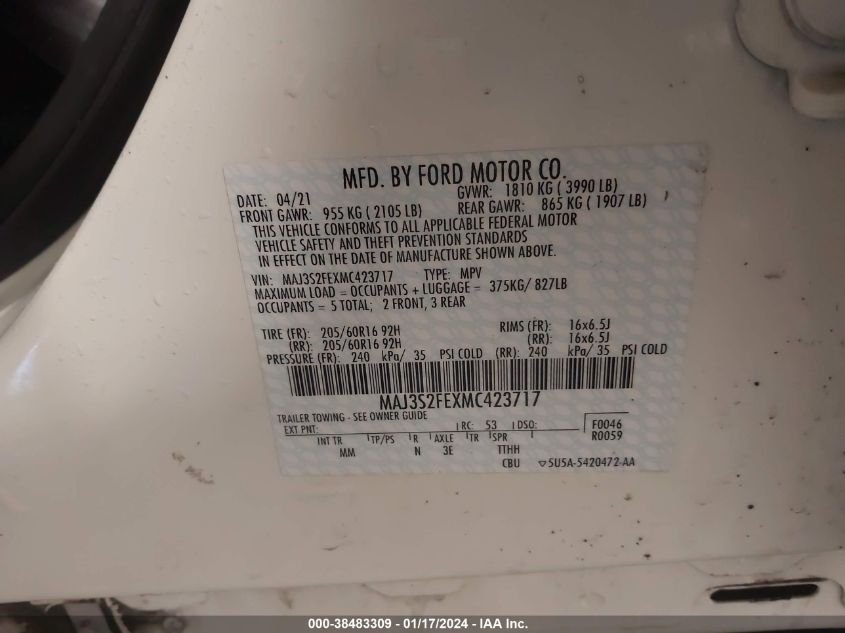 MFD. BY FORD MOTOR CO.
DATE: 04/21 GVWR: 1810 KG ( 3990 LB)
FRONT GAWR: 955 KG ( 2105 LB) REAR GAWR: 865 KG ( 1907 LB)
THIS VEHICLE CONFORMS TO ALL APPLICABLE FEDERAL MOTOR
VEHICLE SAFETY AND THEFT PREVENTION STANDARDS
IN EFFECT ON THE DATE OF MANUFACTURE SHOWN ABOVE.
VIN: MAJ3S2FEXMC423717 TYPE: MPV
MAXIMUM LOAD = OCCUPANTS + LUGGAGE = 375KG/ 827LB
OCCUPANTS = 5 TOTAL; 2 FRONT, 3 REAR
TIRE (FR): 205/60R16 92H RIMS (FR): 16x6.5J
(RR): 205/60R16 92H (RR): 16x6.5J
PRESSURE (FR): 240 kPa/ 35 PSI COLD (RR): 240 kPa/ 35 PSI COLD
MAJ3S2FEXMC423717
TRAILER TOWING - SEE OWNER GUIDE
EXT PNT: RC: 53 DSO: F0046
INT TR TP/PS R AXLE TR SPR R0059
MM N 3E TTHH
CBU 5U5A-5420472-AA
000-38483309 - 01/17/2024 - IAA Inc.